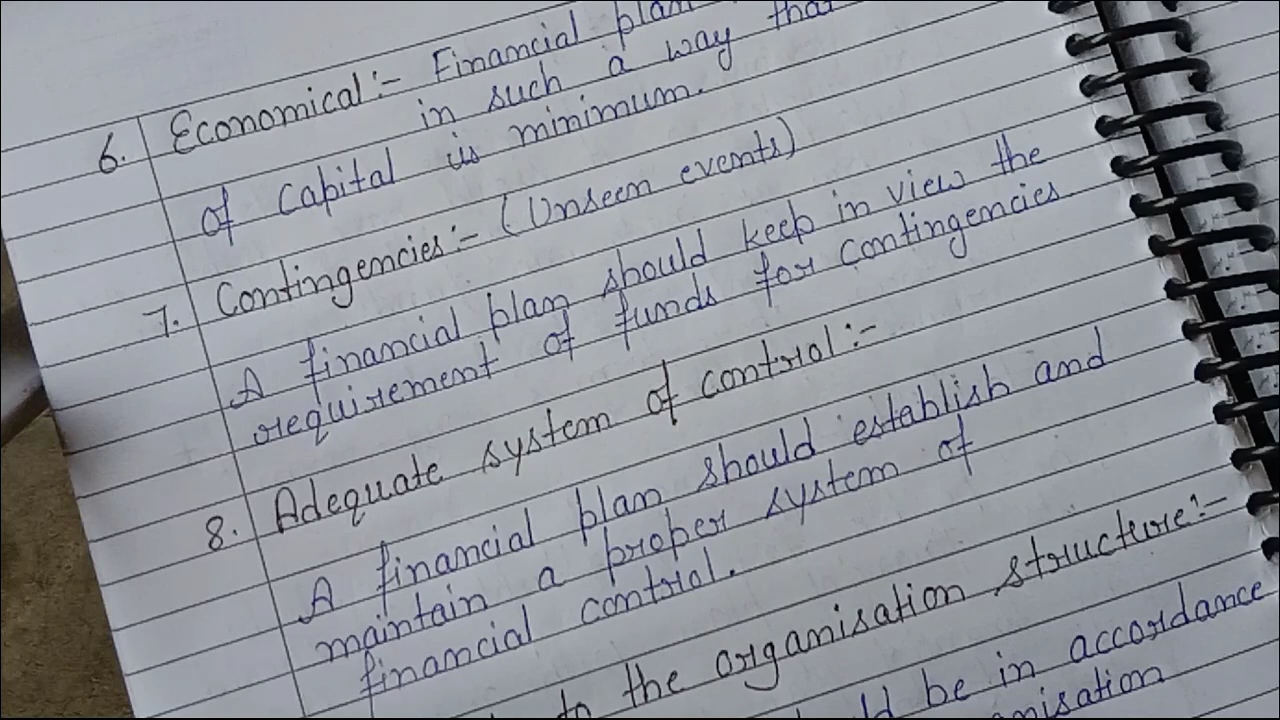 6. Economical:- Financial plan
in such a way that
of capital is minimum.
7. Contingencies:- (Unseen events)
A financial plan should keep in view the
requirement of funds for contingencies
8. Adequate system of control:-
A financial plan should establish and
maintain a proper system of
financial control.
to the organisation structure:-
be in accordance